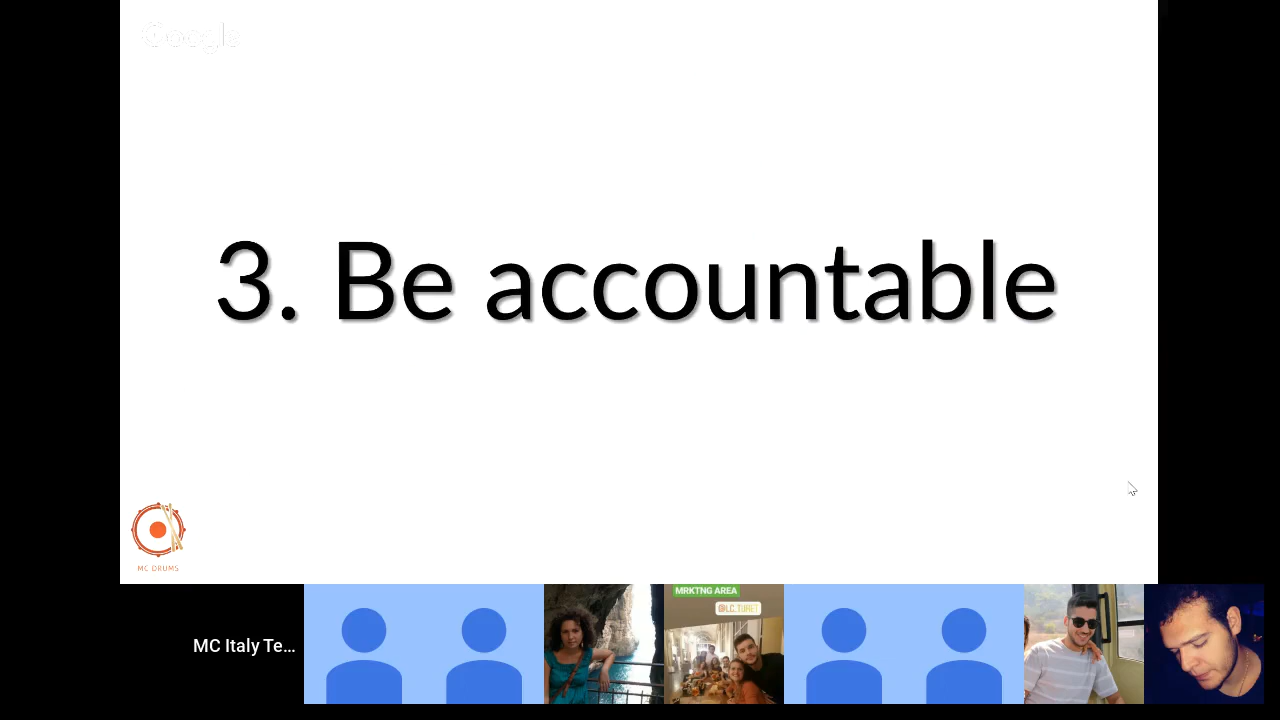 Google
3. Be accountable
MC DRUMS
MC Italy Te...
MRKTNG AREA